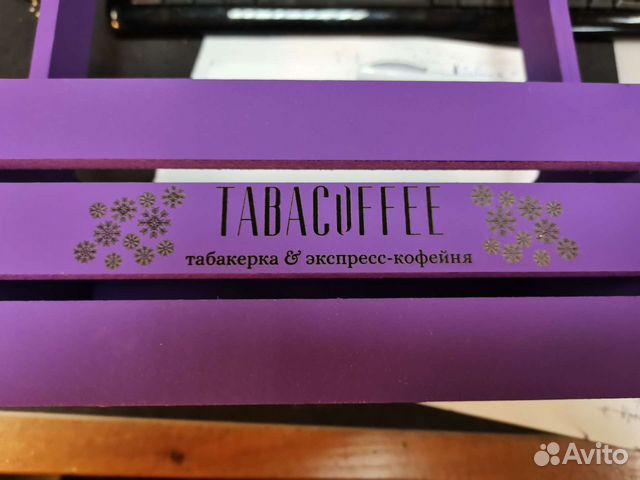 TABACOFFEE
табакерка & экспресс-кофейня
Avito